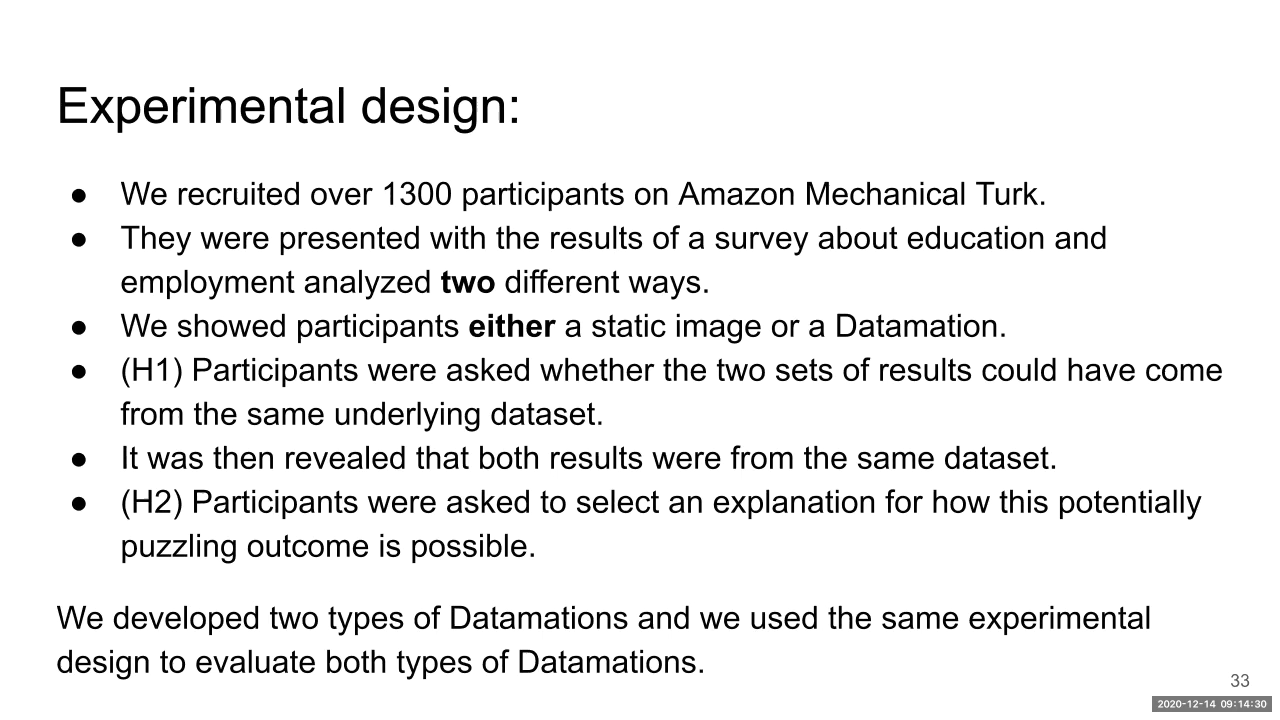 Experimental design:
● We recruited over 1300 participants on Amazon Mechanical Turk.
● They were presented with the results of a survey about education and
employment analyzed two different ways.
● We showed participants either a static image or a Datamation.
● (H1) Participants were asked whether the two sets of results could have come
from the same underlying dataset.
● It was then revealed that both results were from the same dataset.
● (H2) Participants were asked to select an explanation for how this potentially
puzzling outcome is possible.
We developed two types of Datamations and we used the same experimental
design to evaluate both types of Datamations.
33
2020-12-14 09:14:30